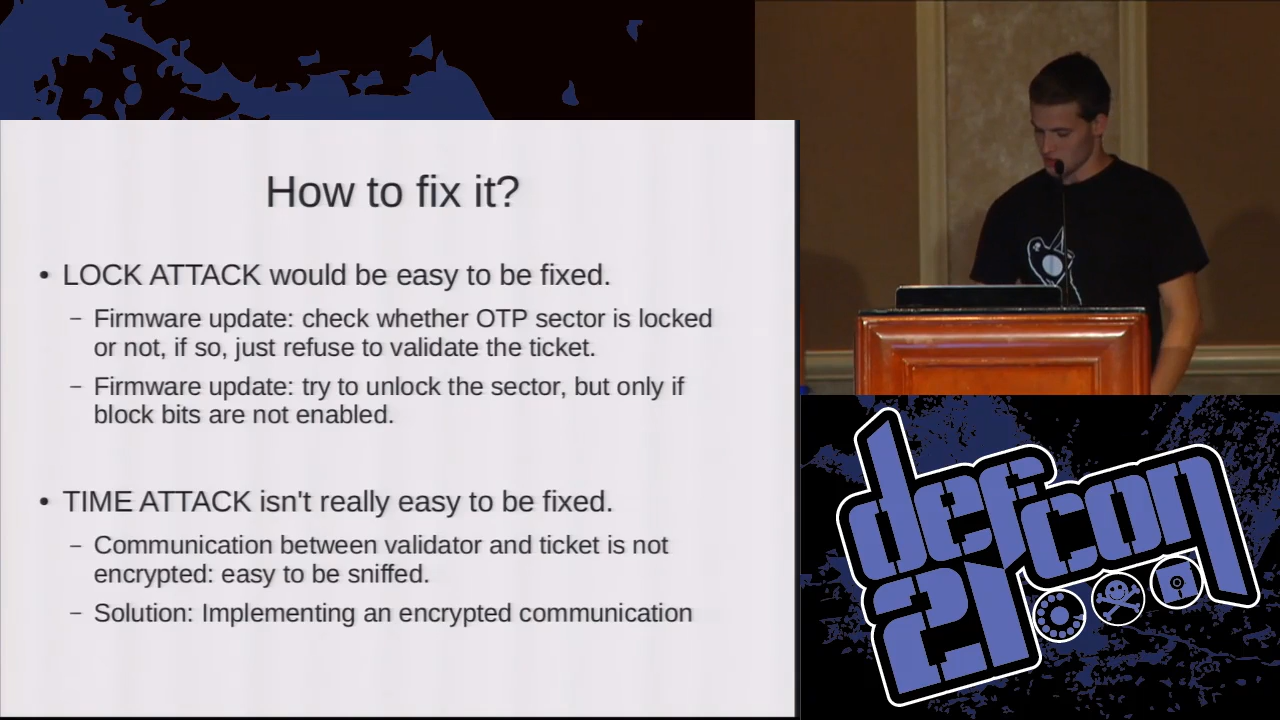 How to fix it?
• LOCK ATTACK would be easy to be fixed.
– Firmware update: check whether OTP sector is locked
or not, if so, just refuse to validate the ticket.
– Firmware update: try to unlock the sector, but only if
block bits are not enabled.
• TIME ATTACK isn't really easy to be fixed.
– Communication between validator and ticket is not
encrypted: easy to be sniffed.
– Solution: Implementing an encrypted communication
defcon
21